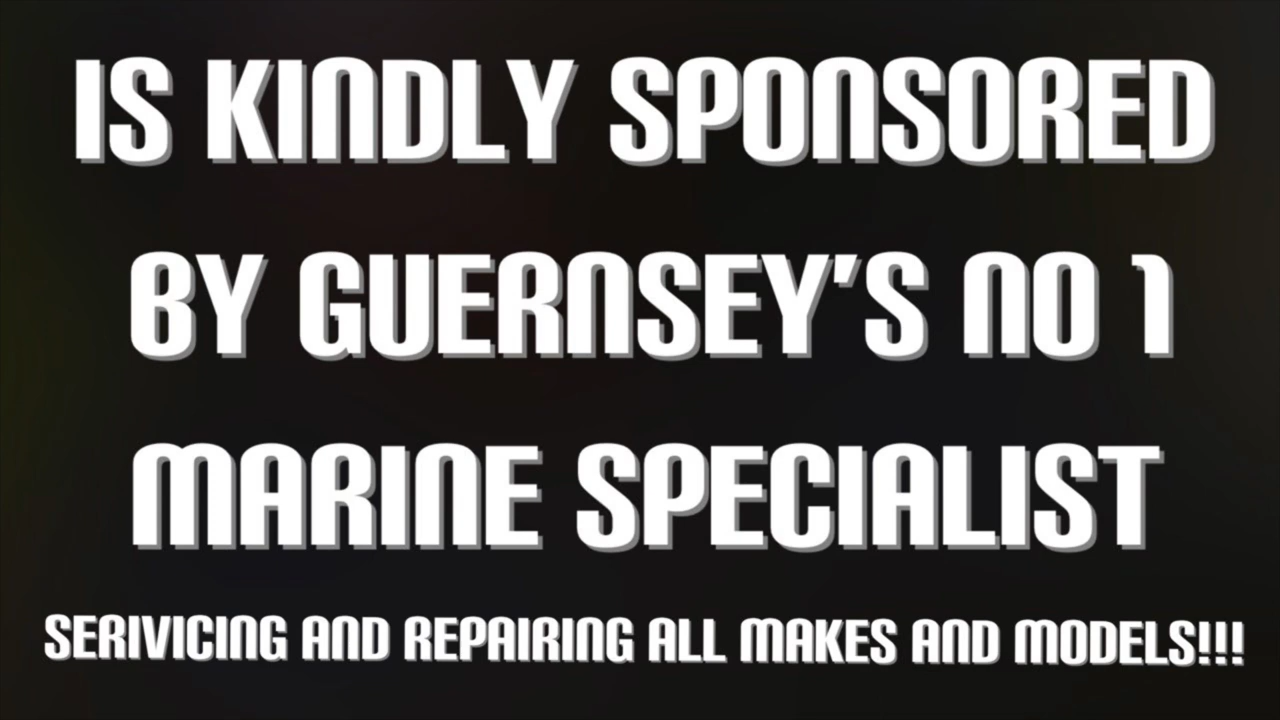 IS KINDLY SPONSORED
BY GUERNSEY'S NO 1
MARINE SPECIALIST
SERIVICING AND REPAIRING ALL MAKES AND MODELS!!!